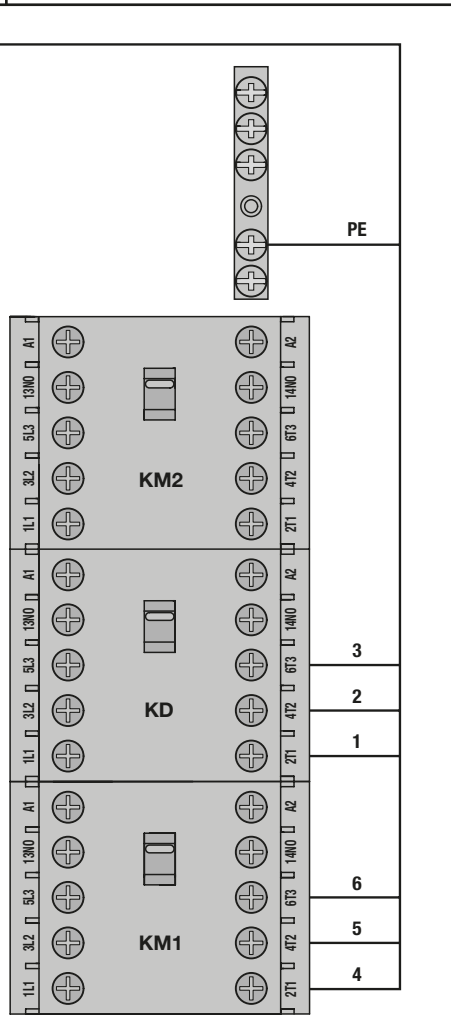 PE
A1
A2
13NO
14NO
5L3
6T3
3L2
4T2
KM2
1L1
2T1
A1
A2
13NO
14NO
5L3
6T3
3
3L2
4T2
2
KD
1L1
2T1
1
A1
A2
13NO
14NO
5L3
6T3
6
3L2
4T2
5
KM1
1L1
2T1
4